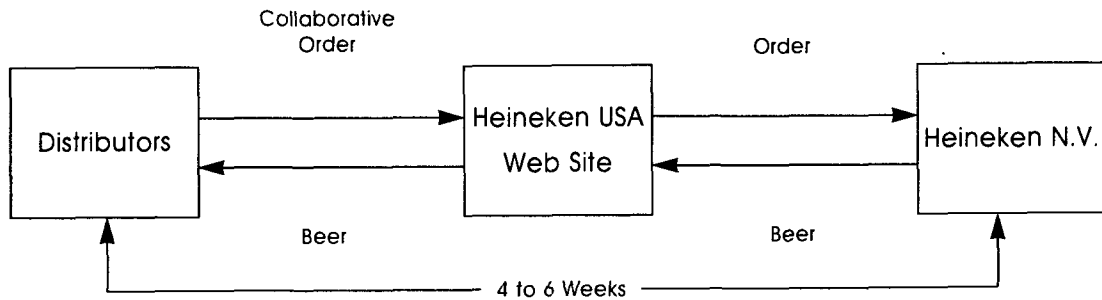 Collaborative
Order
Order
Distributors
Heineken USA
Web Site
Heineken N.V.
Beer
Beer
4 to 6 Weeks